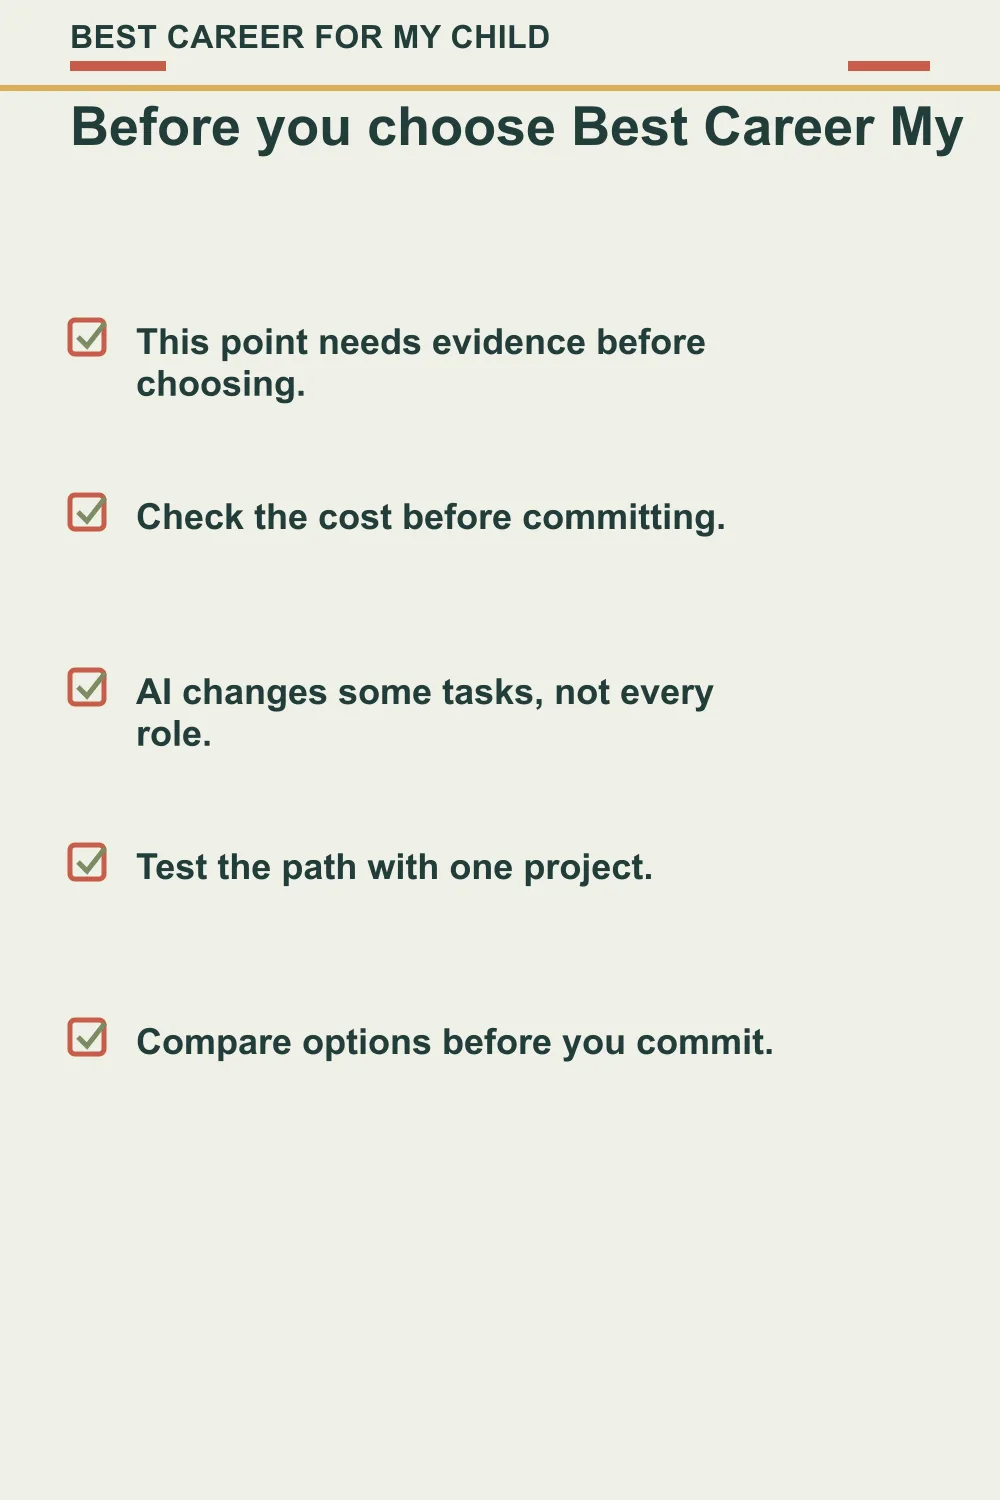 BEST CAREER FOR MY CHILD
Before you choose Best Career My
This point needs evidence before
choosing.
Check the cost before committing.
AI changes some tasks, not every
role.
Test the path with one project.
Compare options before you commit.